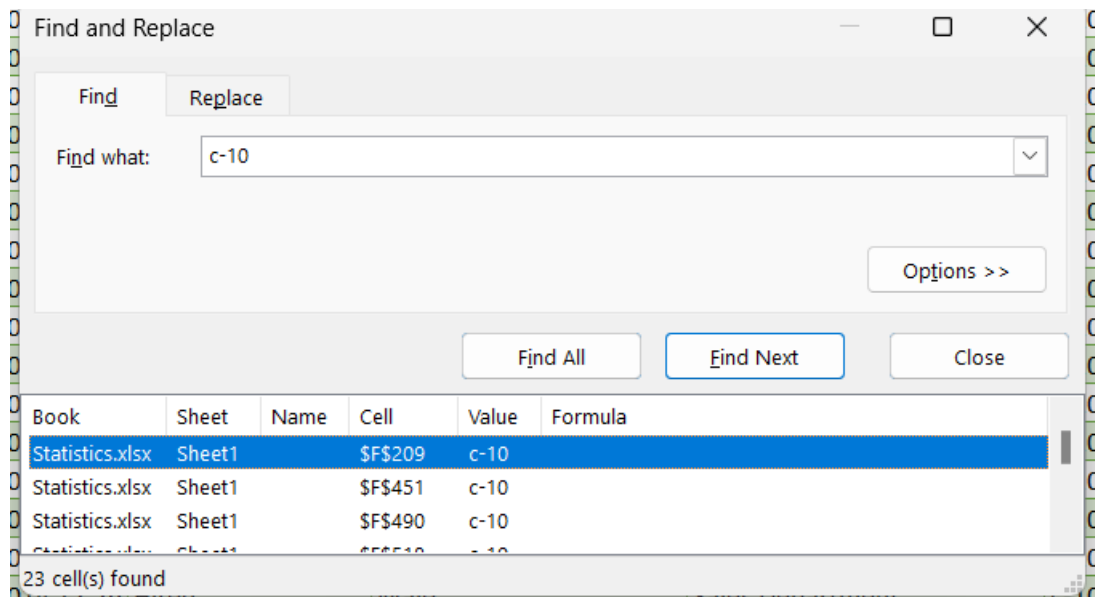 Find and Replace
Find Replace
Find what: c-10
Options >>
Find All Find Next Close
Book Sheet Name Cell Value Formula
Statistics.xlsx Sheet1 $F$209 c-10
Statistics.xlsx Sheet1 $F$451 c-10
Statistics.xlsx Sheet1 $F$490 c-10
23 cell(s) found